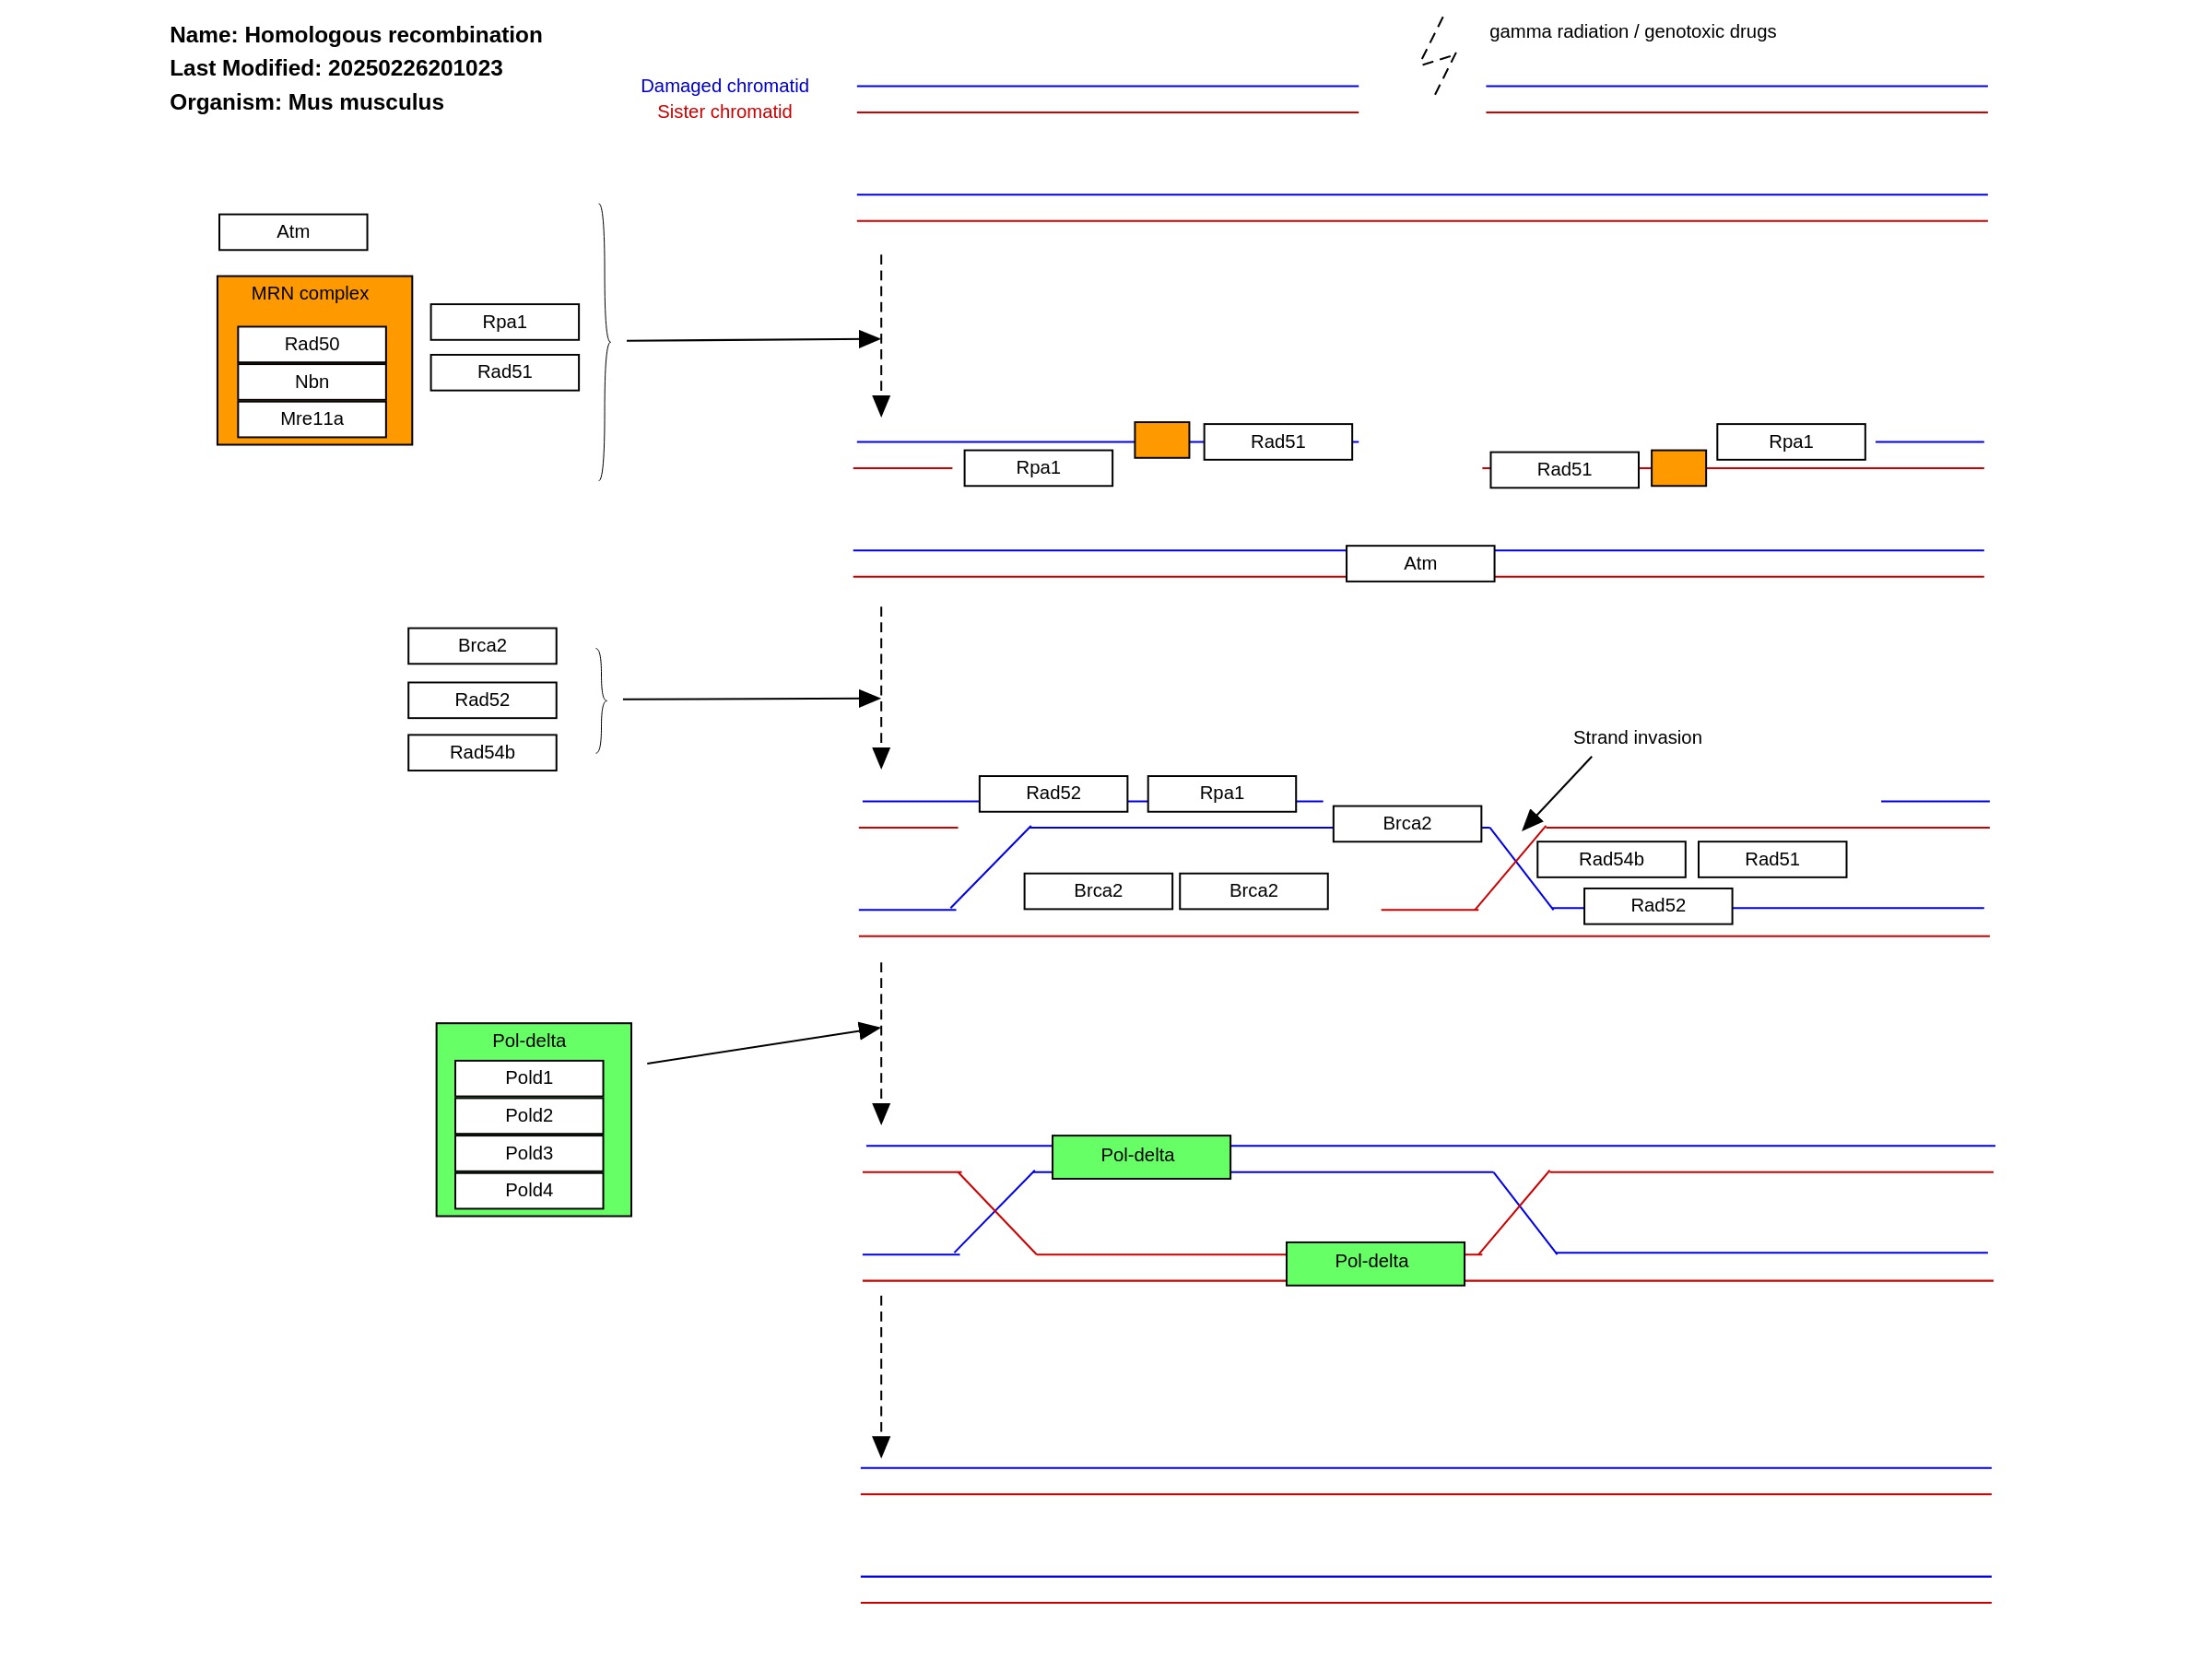 Name: Homologous recombination
Last Modified: 20250226201023
Organism: Mus musculus
gamma radiation / genotoxic drugs
Damaged chromatid
Sister chromatid
Atm
MRN complex
Rad50
Nbn
Mre11a
Rpa1
Rad51
Rad51
Rpa1
Rpa1
Rad51
Atm
Brca2
Rad52
Rad54b
Strand invasion
Rad52
Rpa1
Brca2
Rad54b
Rad51
Brca2
Brca2
Rad52
Pol-delta
Pold1
Pold2
Pold3
Pold4
Pol-delta
Pol-delta